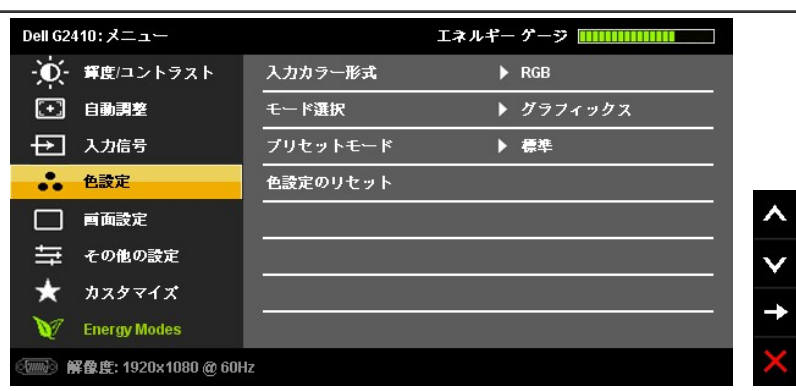 Dell G2410:メニュー
エネルギー ゲージ
輝度/コントラスト
自動調整
入力信号
色設定
画面設定
その他の設定
カスタマイズ
Energy Modes
入力カラー形式 RGB
モード選択 グラフィックス
プリセットモード 標準
色設定のリセット
解像度: 1920x1080 @ 60Hz